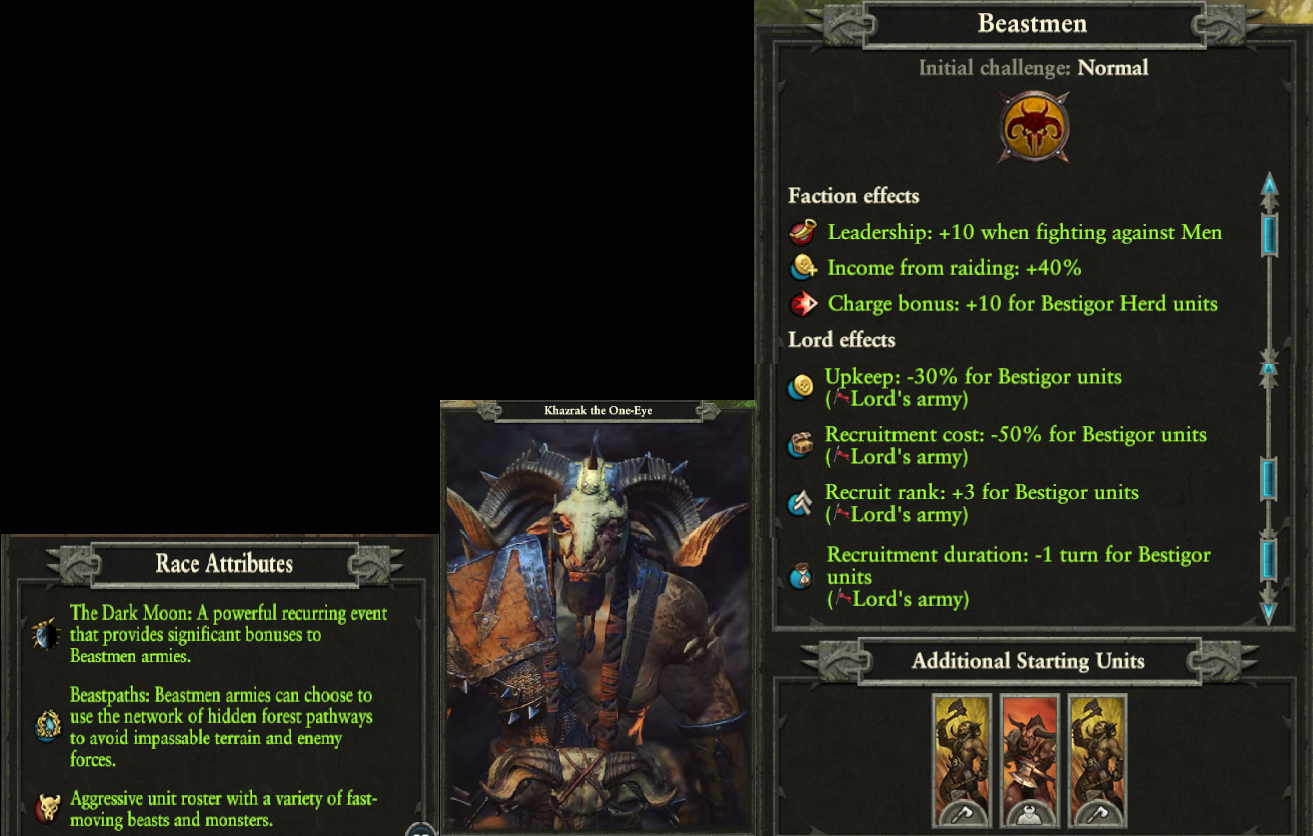 Beastmen
Initial challenge: Normal
Faction effects
Leadership: +10 when fighting against Men
Income from raiding: +40%
Charge bonus: +10 for Bestigor Herd units
Lord effects
Upkeep: -30% for Bestigor units
(Lord's army)
Recruitment cost: -50% for Bestigor units
(Lord's army)
Recruit rank: +3 for Bestigor units
(Lord's army)
Recruitment duration: -1 turn for Bestigor
units
(Lord's army)
Additional Starting Units
Khazrak the One-Eye
Race Attributes
The Dark Moon: A powerful recurring event
that provides significant bonuses to
Beastmen armies.
Beastpaths: Beastmen armies can choose to
use the network of hidden forest pathways
to avoid impassable terrain and enemy
forces.
Aggressive unit roster with a variety of fast-
moving beasts and monsters.